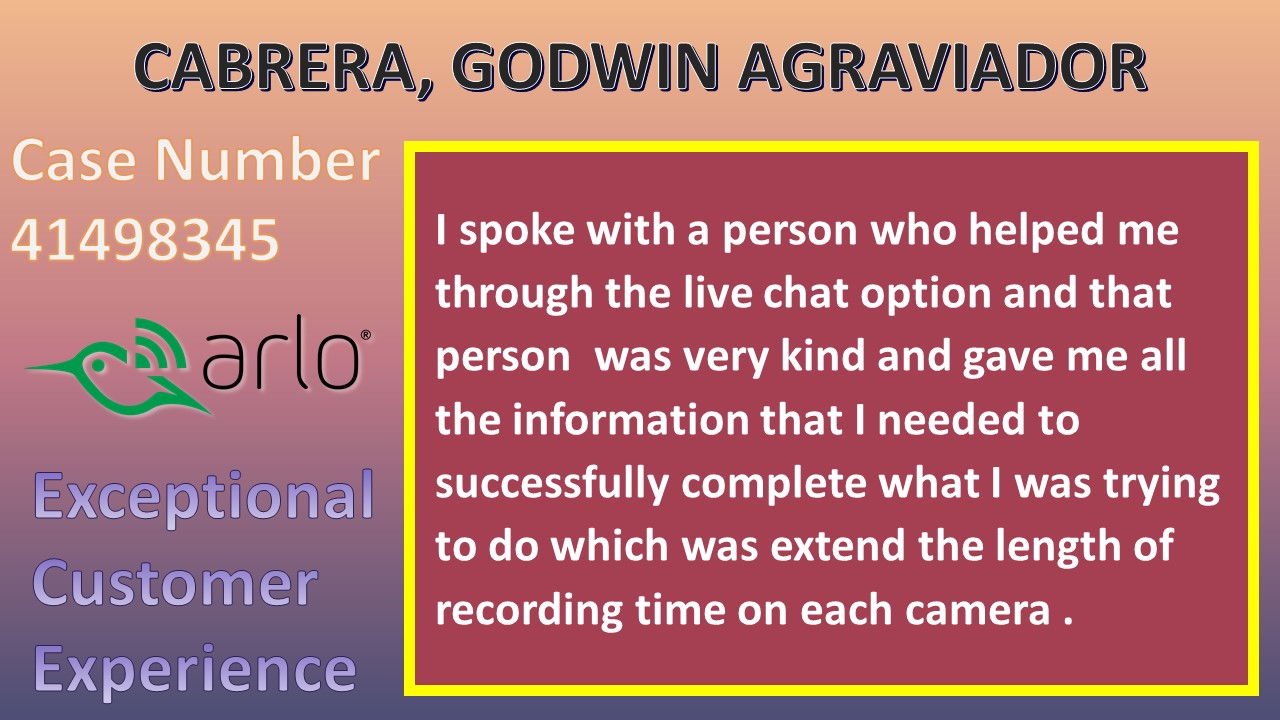 CABRERA, GODWIN AGRAVIADOR
Case Number
41498345
arlo®
Exceptional
Customer
Experience
I spoke with a person who helped me
through the live chat option and that
person  was very kind and gave me all
the information that I needed to
successfully complete what I was trying
to do which was extend the length of
recording time on each camera .